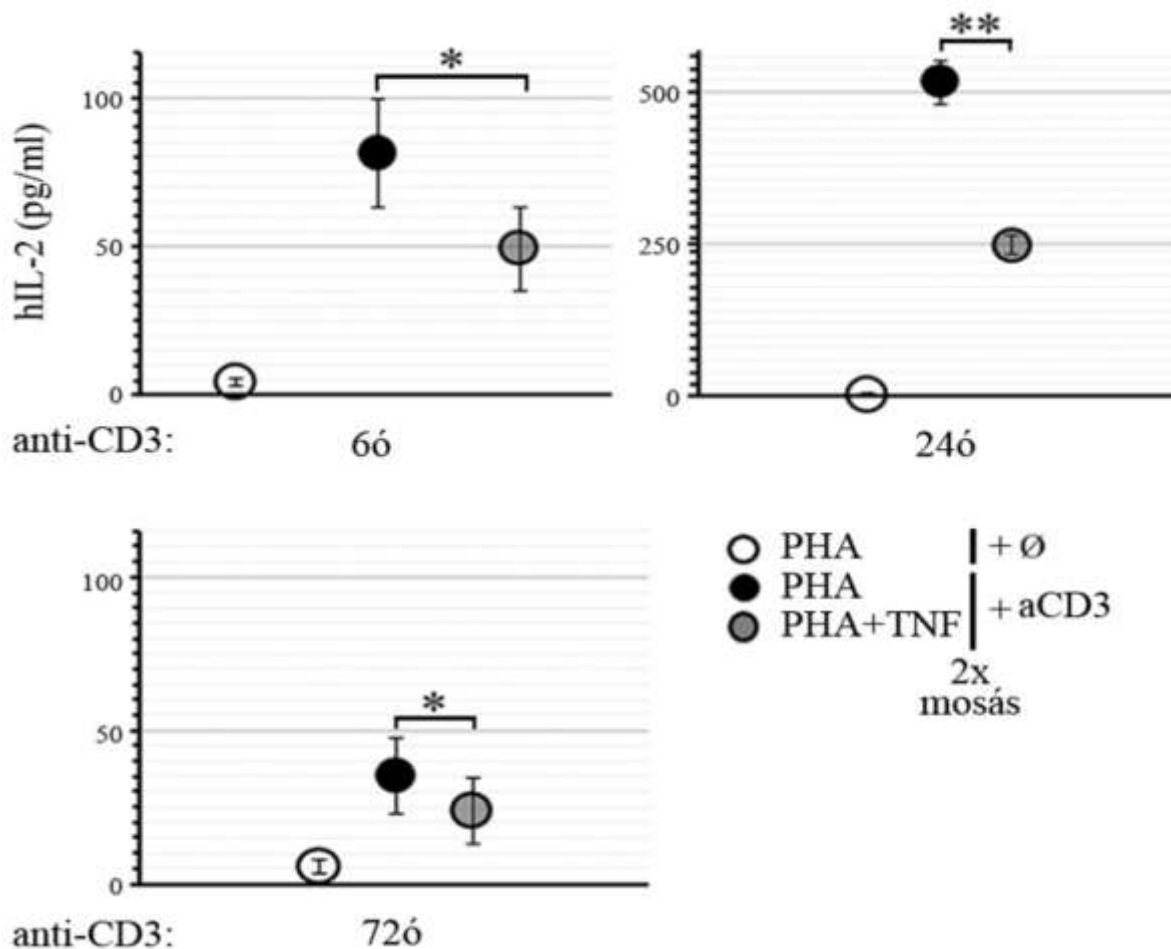 *
**
100
50
0
hIL-2 (pg/ml)
500
250
0
anti-CD3:
6ó
24ó
*
100
50
0
anti-CD3:
72ó
PHA + Ø
PHA
PHA+TNF + aCD3
2x
mosás